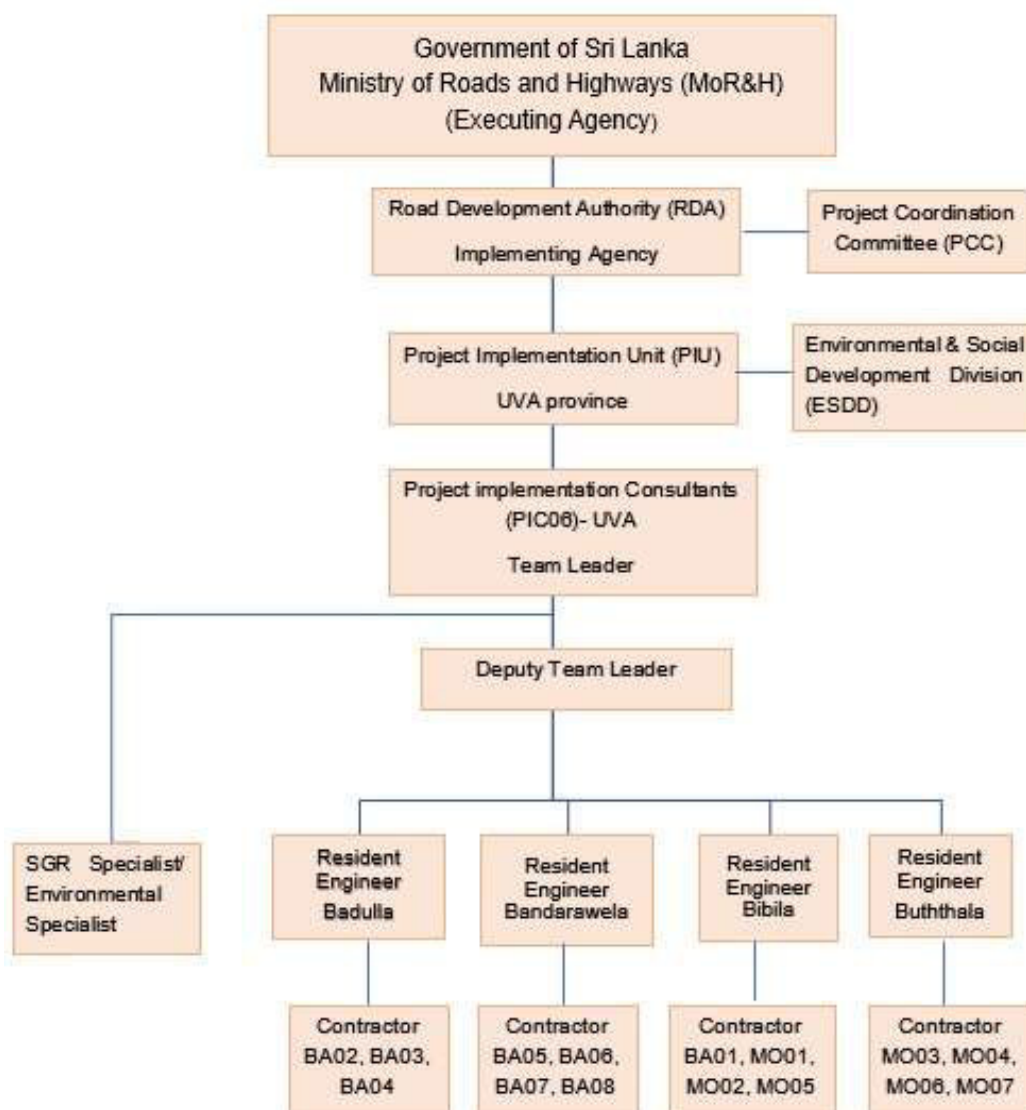 Government of Sri Lanka
Ministry of Roads and Highways (MoR&H)
(Executing Agency)
Road Development Authority (RDA)
Implementing Agency
Project Coordination
Committee (PCC)
Project Implementation Unit (PIU)
UVA province
Environmental & Social
Development Division
(ESDD)
Project implementation Consultants
(PIC06)- UVA
Team Leader
Deputy Team Leader
SGR Specialist/
Environmental
Specialist
Resident
Engineer
Badulla
Resident
Engineer
Bandarawela
Resident
Engineer
Bibila
Resident
Engineer
Buththala
Contractor
BA02, BA03,
BA04
Contractor
BA05, BA06,
BA07, BA08
Contractor
BA01, MO01,
MO02, MO05
Contractor
MO03, MO04,
MO06, MO07